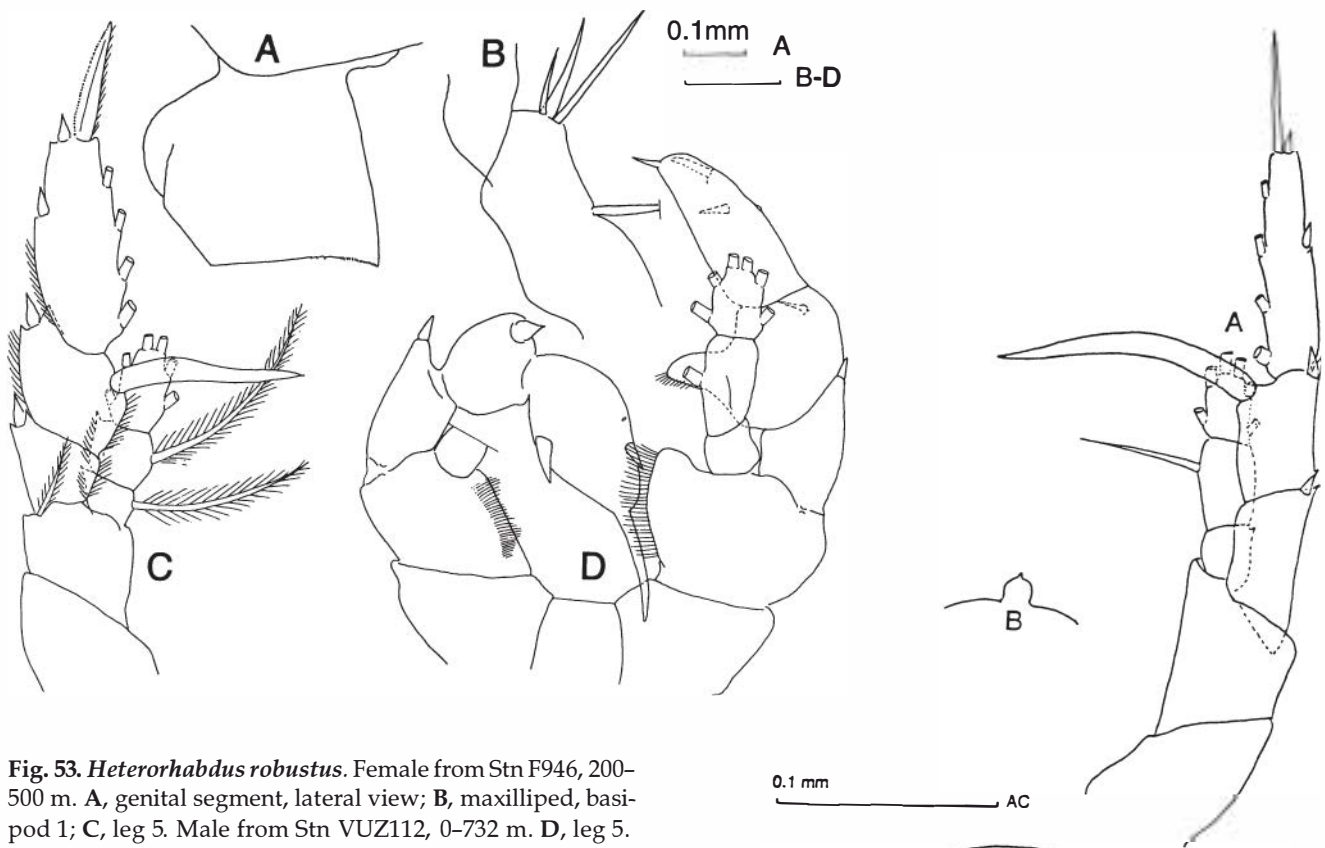 A
B
0.1mm
A
B-D
C
D
A
B
0.1 mm
AC
Fig. 53. Heterorhabdus robustus. Female from Stn F946, 200–
500 m. A, genital segment, lateral view; B, maxilliped, basi-
pod 1; C, leg 5. Male from Stn VUZ112, 0–732 m. D, leg 5.